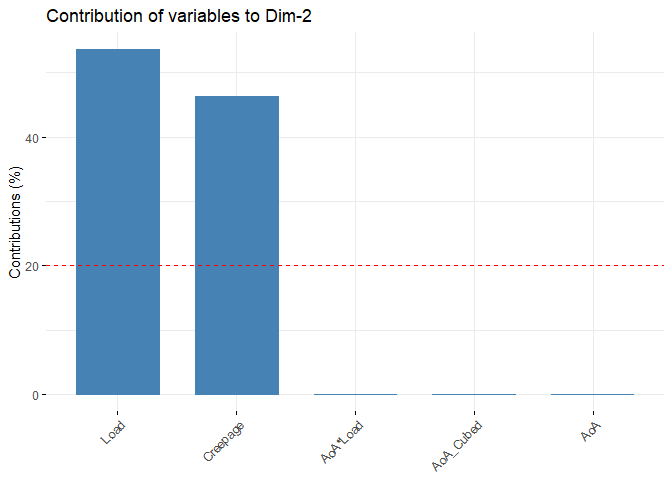 Contribution of variables to Dim-2
Contributions (%)
40
20
0
Load
Creepage
AoA*Load
AoA_Cubed
AoA